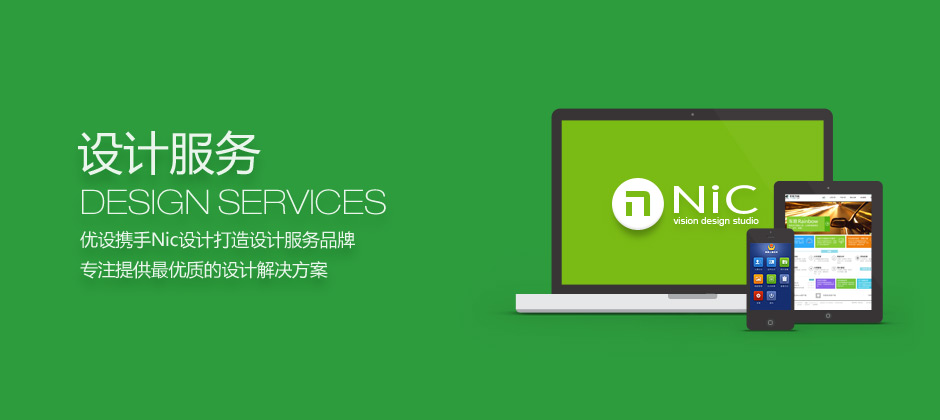 设计服务
DESIGN SERVICES
优设携手Nic设计打造设计服务品牌
专注提供最优质的设计解决方案
NiC
vision design studio